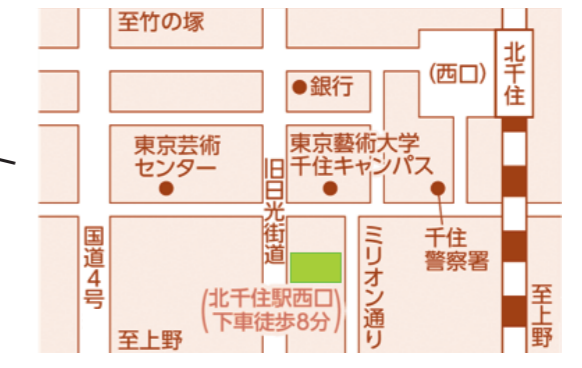 至竹の塚
北千住
(西口)
銀行
東京芸術
センター
東京藝術大学
千住キャンパス
旧日光街道
国道4号
ミリオン通り
千住
警察署
(北千住駅西口
下車徒歩8分)
至上野
至上野